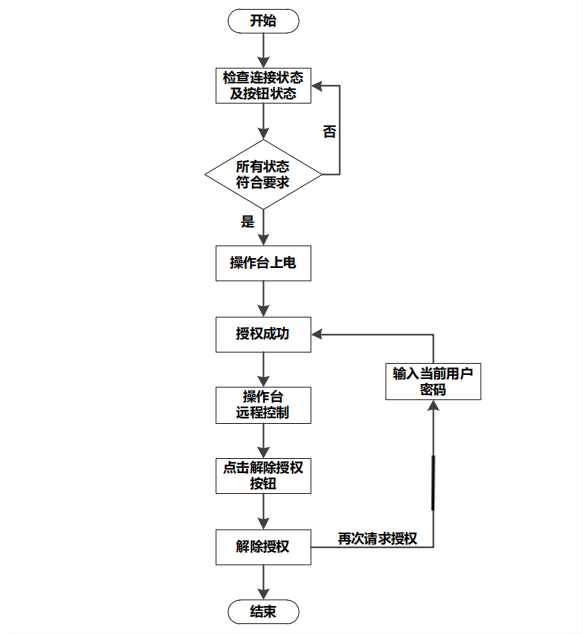 开始
检查连接状态
及按钮状态
否
所有状态
符合要求
是
操作台上电
授权成功
输入当前用户
密码
操作台
远程控制
点击解除授权
按钮
再次请求授权
解除授权
结束